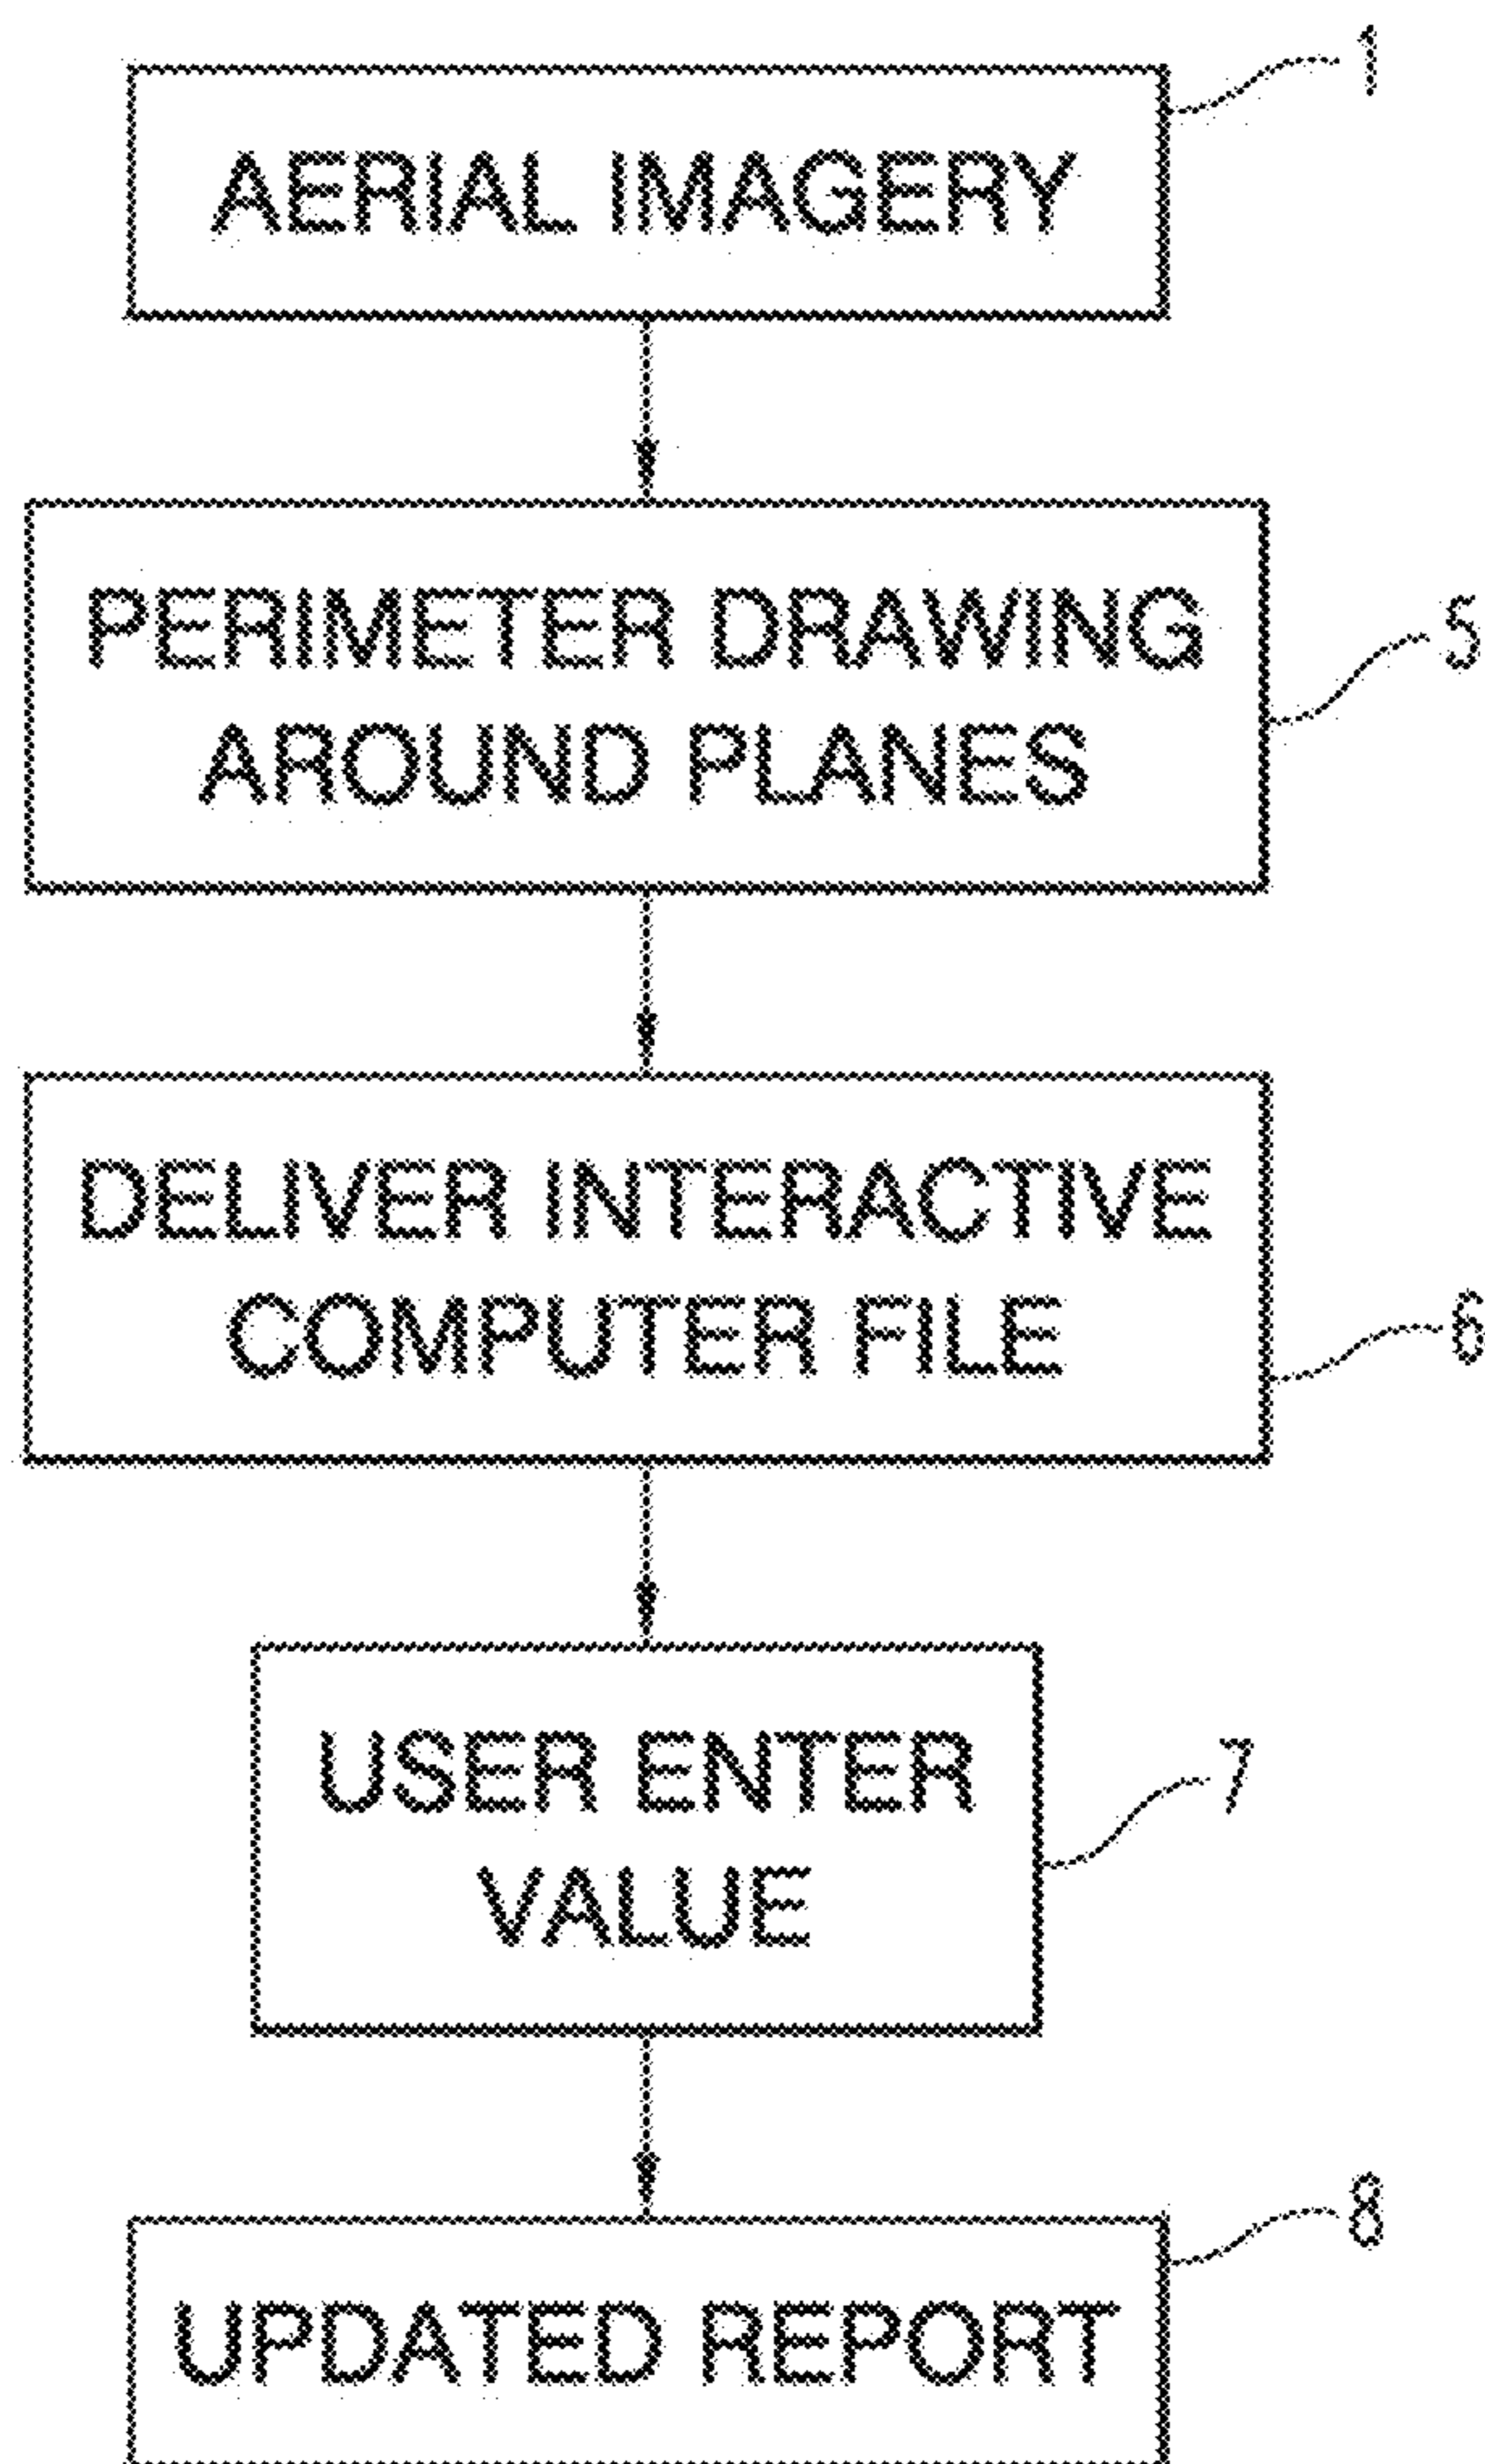 1
AERIAL IMAGERY
PERIMETER DRAWING
AROUND PLANES
5
DELIVER INTERACTIVE
COMPUTER FILE
6
USER ENTER
VALUE
7
8
UPDATED REPORT